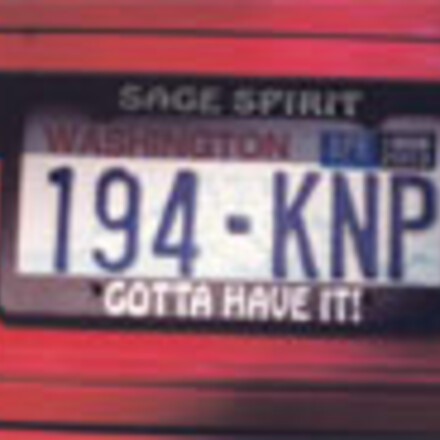 SAGE SPIRIT
WASHINGTON
194-KNP
GOTTA HAVE IT!